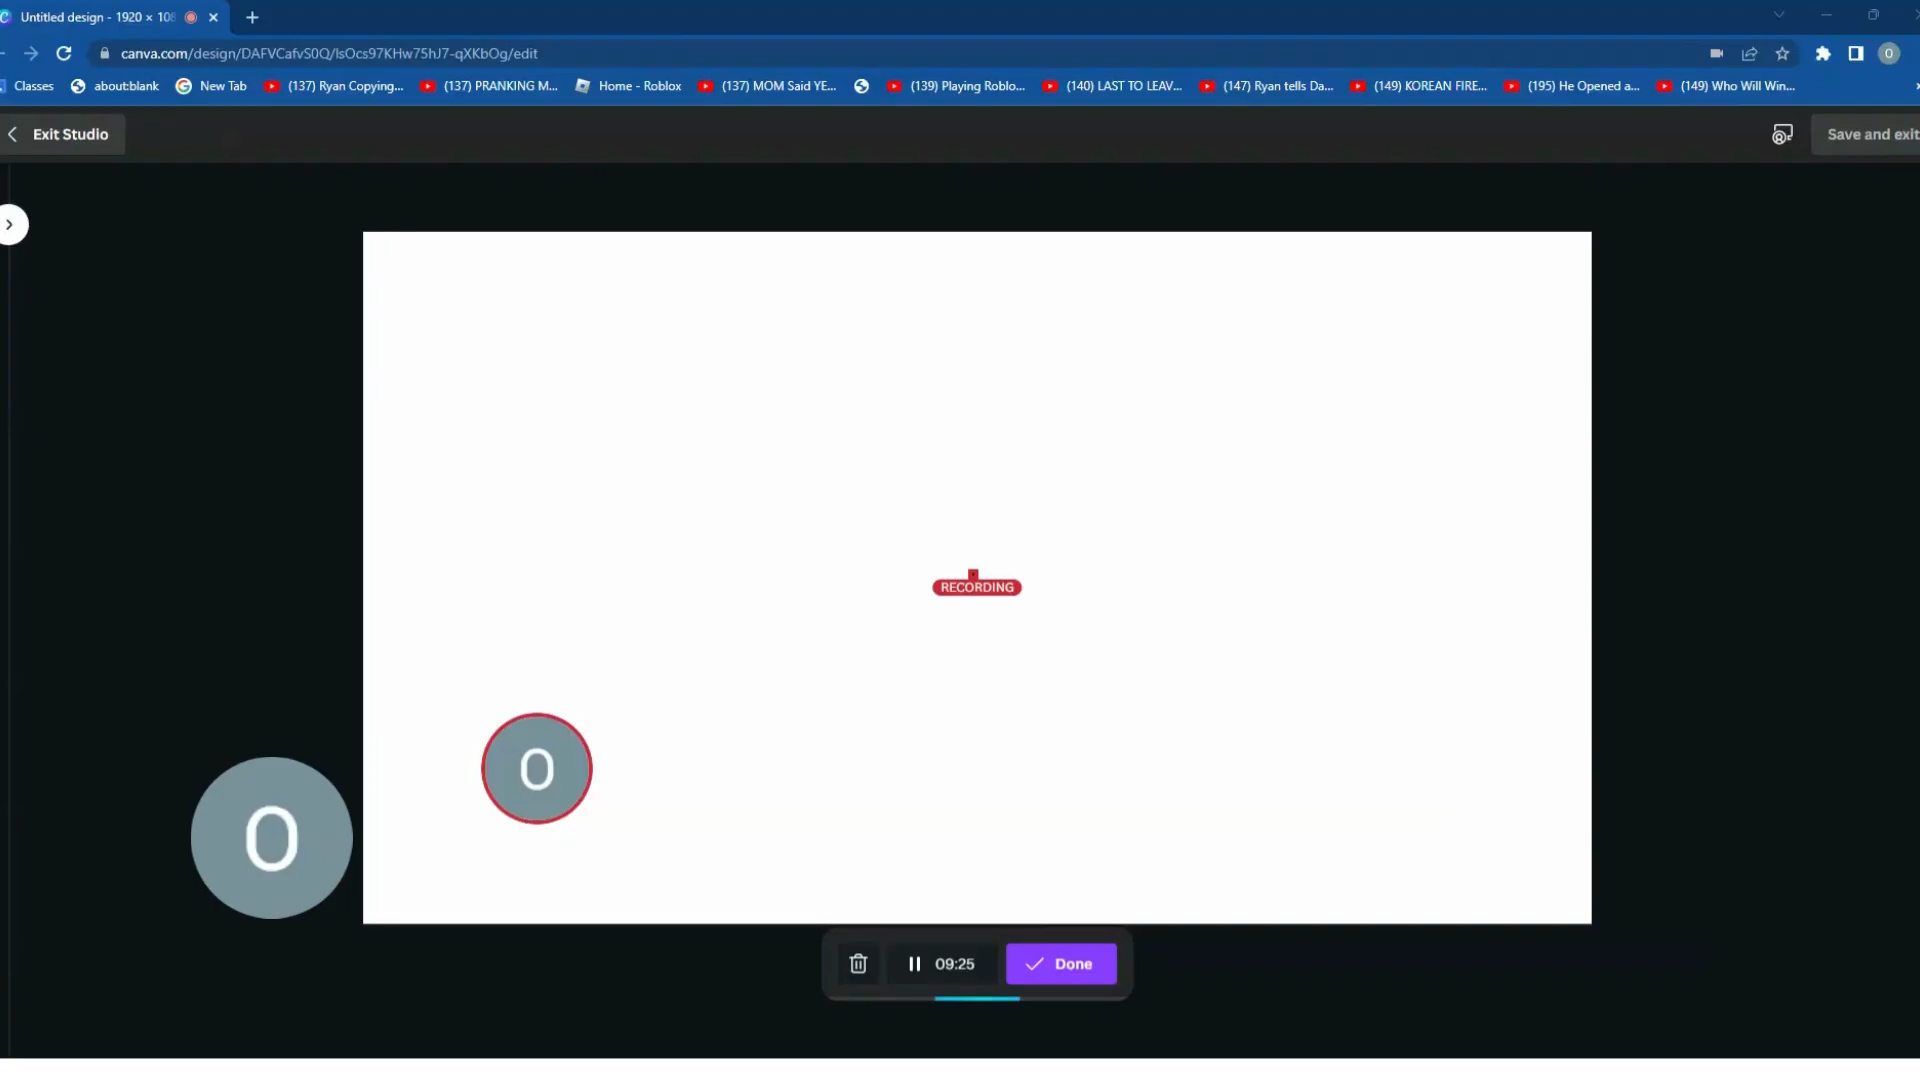 Untitled design - 1920 × 108
canva.com/design/DAFVCafvS0Q/lsOcs97KHw75hJ7-qXKbOg/edit
O
Classes about:blank New Tab (137) Ryan Copying... (137) PRANKING M... Home - Roblox (137) MOM Said YE... (139) Playing Roblo... (140) LAST TO LEAV... (147) Ryan tells Da... (149) KOREAN FIRE... (195) He Opened a... (149) Who Will Win...
Exit Studio
Save and exit
RECORDING
O
O
09:25
Done